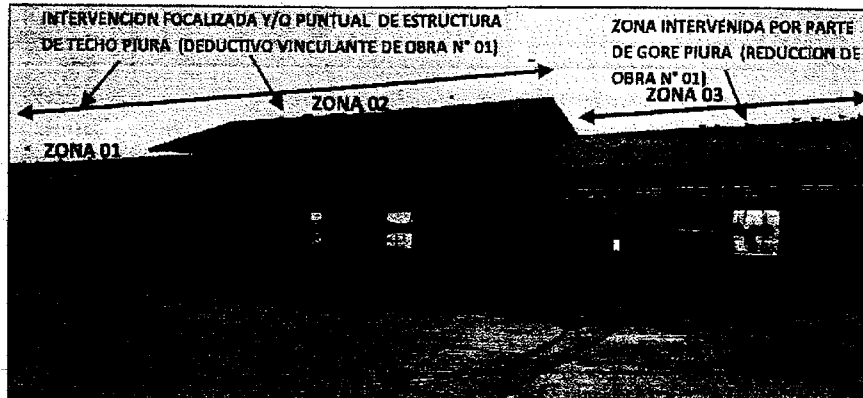 INTERVENCION FOCALIZADA Y/O PUNTUAL DE ESTRUCTURA
DE TECHO PIURA (DEDUCTIVO VINCULANTE DE OBRA N° 01)
ZONA INTERVENIDA POR PARTE
DE GORE PIURA (REDUCCION DE
OBRA N° 01)
ZONA 01
ZONA 02
ZONA 03